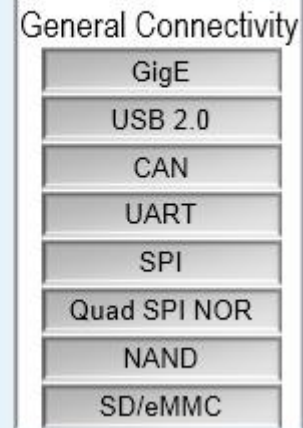 General Connectivity
GigE
USB 2.0
CAN
UART
SPI
Quad SPI NOR
NAND
SD/eMMC